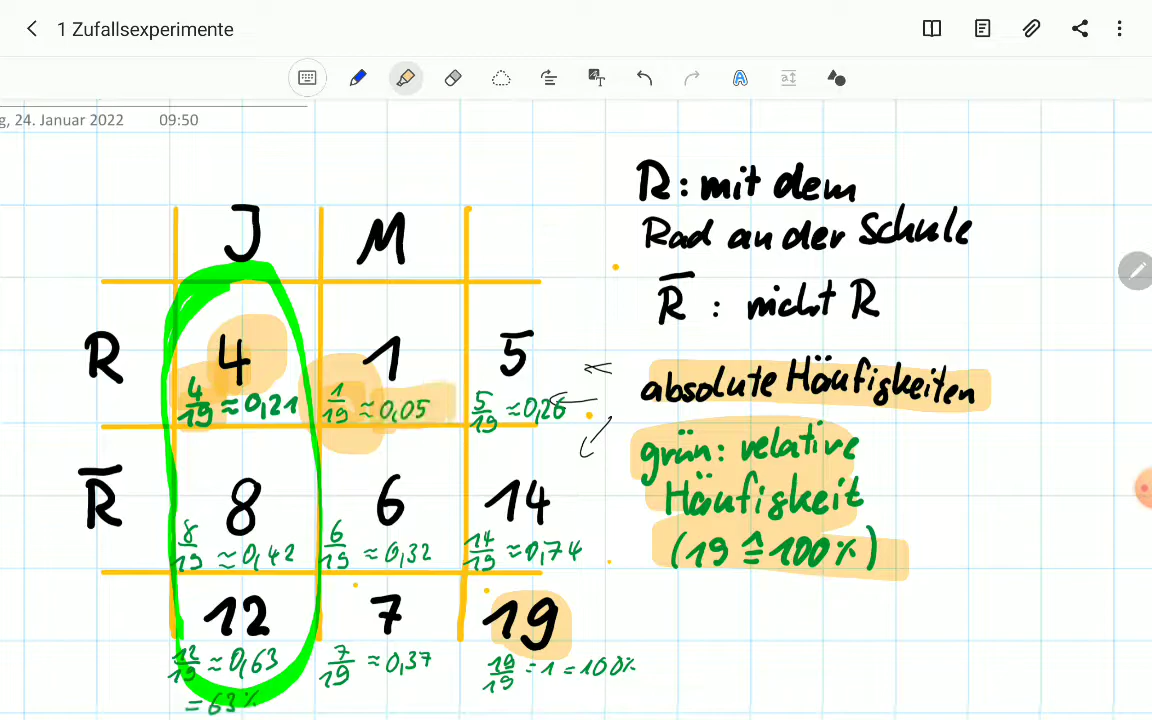 1 Zufallsexperimente
g, 24. Januar 2022 09:50
J M
R 4 1 5
4/19 ≈ 0,21 1/19 ≈ 0,05 5/19 ≈ 0,26
R̅ 8 6 14
8/19 ≈ 0,42 6/19 ≈ 0,32 14/19 ≈ 0,74
12 7 19
12/19 ≈ 0,63 7/19 ≈ 0,37 19/19 = 1 = 100%
= 63%
R: mit dem
Rad an der Schule
R̅ : nicht R
absolute Häufigkeiten
grün: relative
Häufigkeit
(19 ≙ 100%)